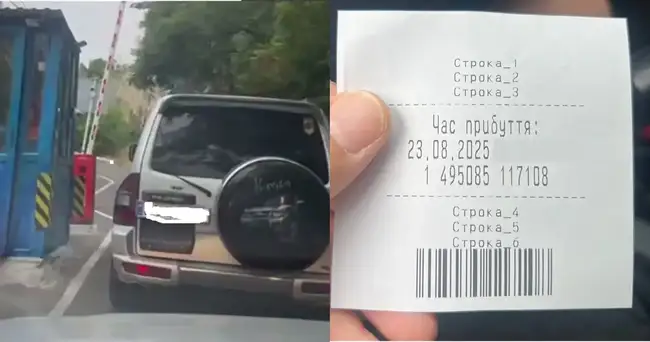 Строка_1
Строка_2
Строка_3
Час прибуття:
23,08,2025
1 495085 117108
Строка_4
Строка_5
Строка_6